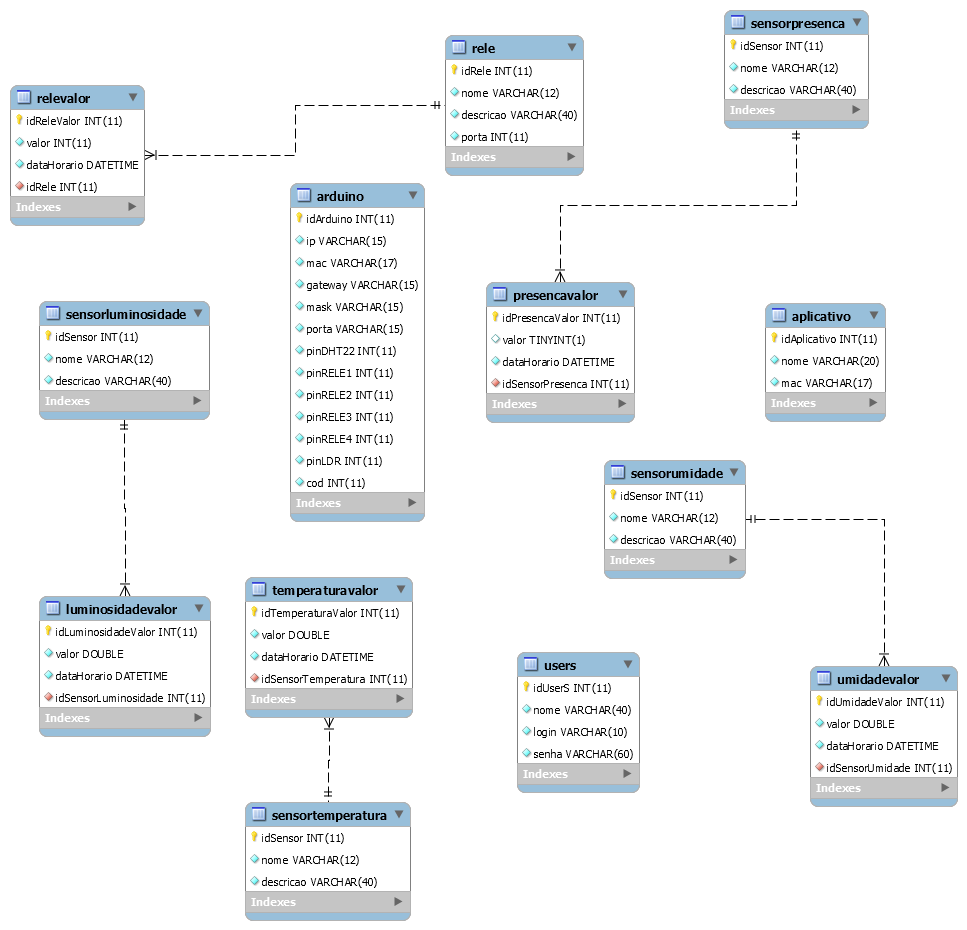 sensorpresenca
idSensor INT(11)
nome VARCHAR(12)
descricao VARCHAR(40)
Indexes
rele
idRele INT(11)
nome VARCHAR(12)
descricao VARCHAR(40)
porta INT(11)
Indexes
relevalor
idReleValor INT(11)
valor INT(11)
dataHorario DATETIME
idRele INT(11)
Indexes
arduino
idArduino INT(11)
ip VARCHAR(15)
mac VARCHAR(17)
gateway VARCHAR(15)
mask VARCHAR(15)
porta VARCHAR(15)
pinDHT22 INT(11)
pinRELE1 INT(11)
pinRELE2 INT(11)
pinRELE3 INT(11)
pinRELE4 INT(11)
pinLDR INT(11)
cod INT(11)
Indexes
presencavalor
idPresencaValor INT(11)
valor TINYINT(1)
dataHorario DATETIME
idSensorPresenca INT(11)
Indexes
sensorluminosidade
idSensor INT(11)
nome VARCHAR(12)
descricao VARCHAR(40)
Indexes
aplicativo
idAplicativo INT(11)
nome VARCHAR(20)
mac VARCHAR(17)
Indexes
sensorumidade
idSensor INT(11)
nome VARCHAR(12)
descricao VARCHAR(40)
Indexes
temperaturavalor
idTemperaturaValor INT(11)
valor DOUBLE
dataHorario DATETIME
idSensorTemperatura INT(11)
Indexes
luminosidadevalor
idLuminosidadeValor INT(11)
valor DOUBLE
dataHorario DATETIME
idSensorLuminosidade INT(11)
Indexes
users
idUserS INT(11)
nome VARCHAR(40)
login VARCHAR(10)
senha VARCHAR(60)
Indexes
umidadevalor
idUmidadeValor INT(11)
valor DOUBLE
dataHorario DATETIME
idSensorUmidade INT(11)
Indexes
sensortemperatura
idSensor INT(11)
nome VARCHAR(12)
descricao VARCHAR(40)
Indexes